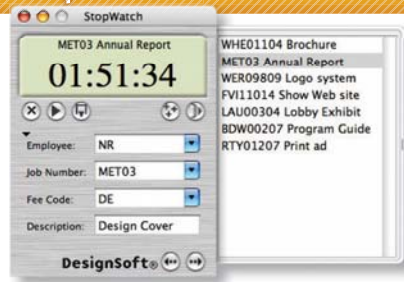 StopWatch
MET03 Annual Report
01:51:34
Employee: NR
Job Number: MET03
Fee Code: DE
Description: Design Cover
DesignSoft®
WHE01104 Brochure
MET03 Annual Report
WER09809 Logo system
FVI11014 Show Web site
LAU00304 Lobby Exhibit
BDW00207 Program Guide
RTY01207 Print ad